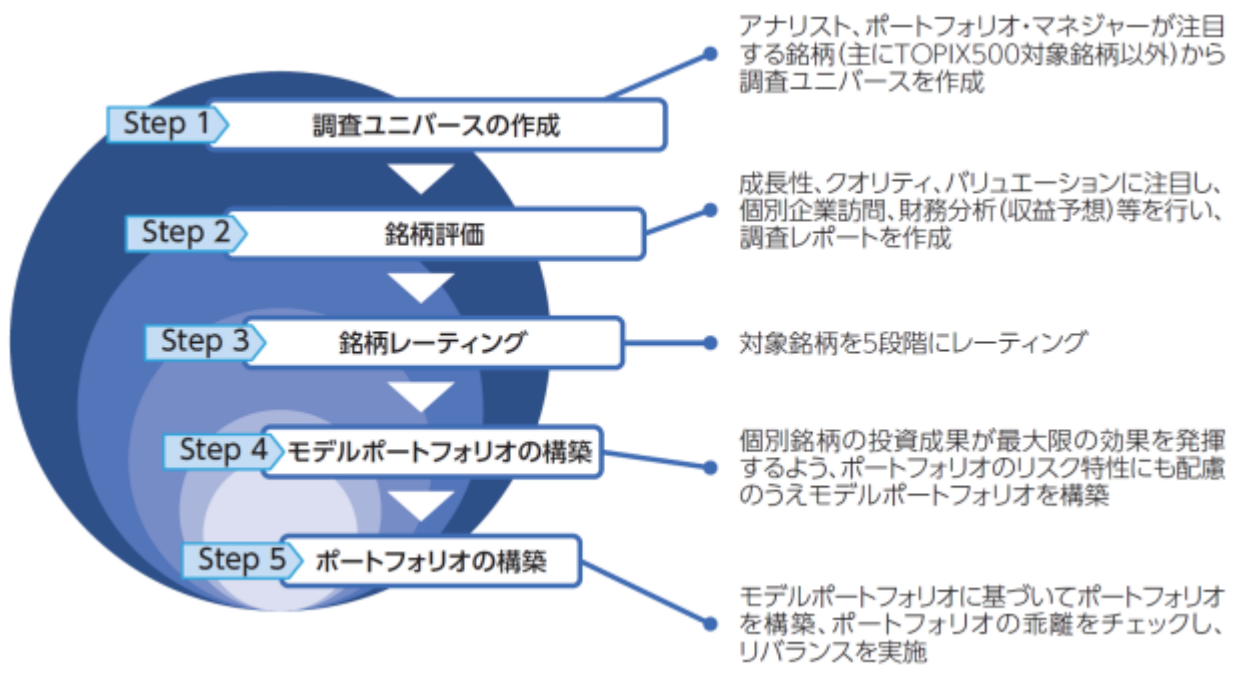 アナリスト、ポートフォリオ・マネジャーが注目
する銘柄(主にTOPIX500対象銘柄以外)から
調査ユニバースを作成
Step 1
調査ユニバースの作成
成長性、クオリティ、バリュエーションに注目し、
個別企業訪問、財務分析(収益予想)等を行い、
調査レポートを作成
Step 2
銘柄評価
Step 3
銘柄レーティング
対象銘柄を5段階にレーティング
Step 4
モデルポートフォリオの構築
個別銘柄の投資成果が最大限の効果を発揮
するよう、ポートフォリオのリスク特性にも配慮
のうえモデルポートフォリオを構築
Step 5
ポートフォリオの構築
モデルポートフォリオに基づいてポートフォリオ
を構築、ポートフォリオの乖離をチェックし、
リバランスを実施